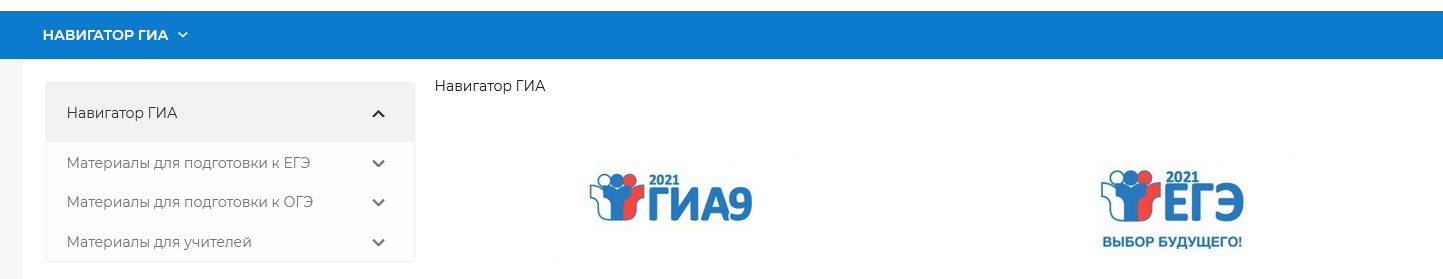 НАВИГАТОР ГИА
Навигатор ГИА
Навигатор ГИА
Материалы для подготовки к ЕГЭ
Материалы для подготовки к ОГЭ
Материалы для учителей
2021
ГИА9
2021
ЕГЭ
ВЫБОР БУДУЩЕГО!